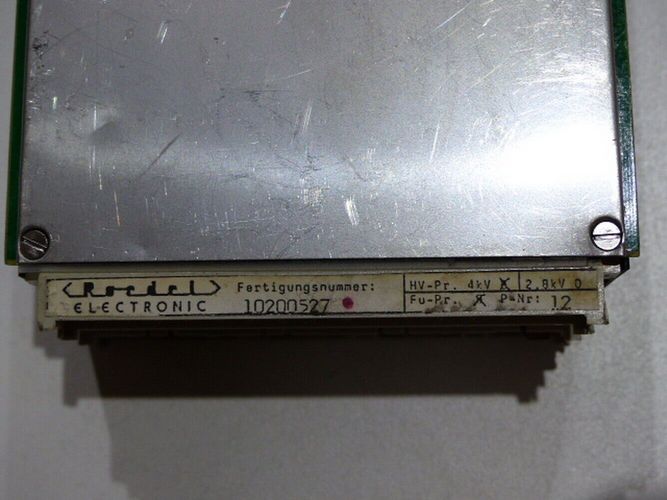 Roedel
ELECTRONIC
Fertigungsnummer:
10200527
HV-Pr. 4kV X 2,8kV O
Fu-Pr. P-Nr: 12